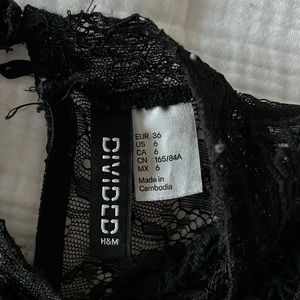 DIVIDED
H&M
EUR 36
US 6
CA 6
CN 165/84A
MX 6
Made in
Cambodia